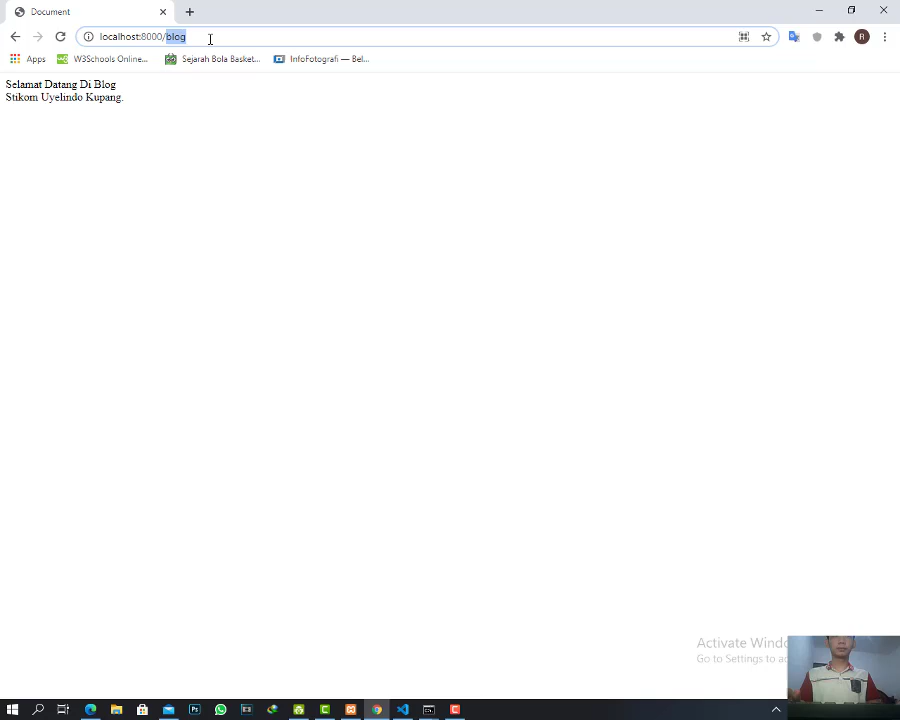 Document
localhost:8000/blog
R
Apps
W3Schools Online...
Sejarah Bola Basket...
InfoFotografi — Bel...
Selamat Datang Di Blog
Stikom Uyelindo Kupang.
Activate Windo
Go to Settings to ac